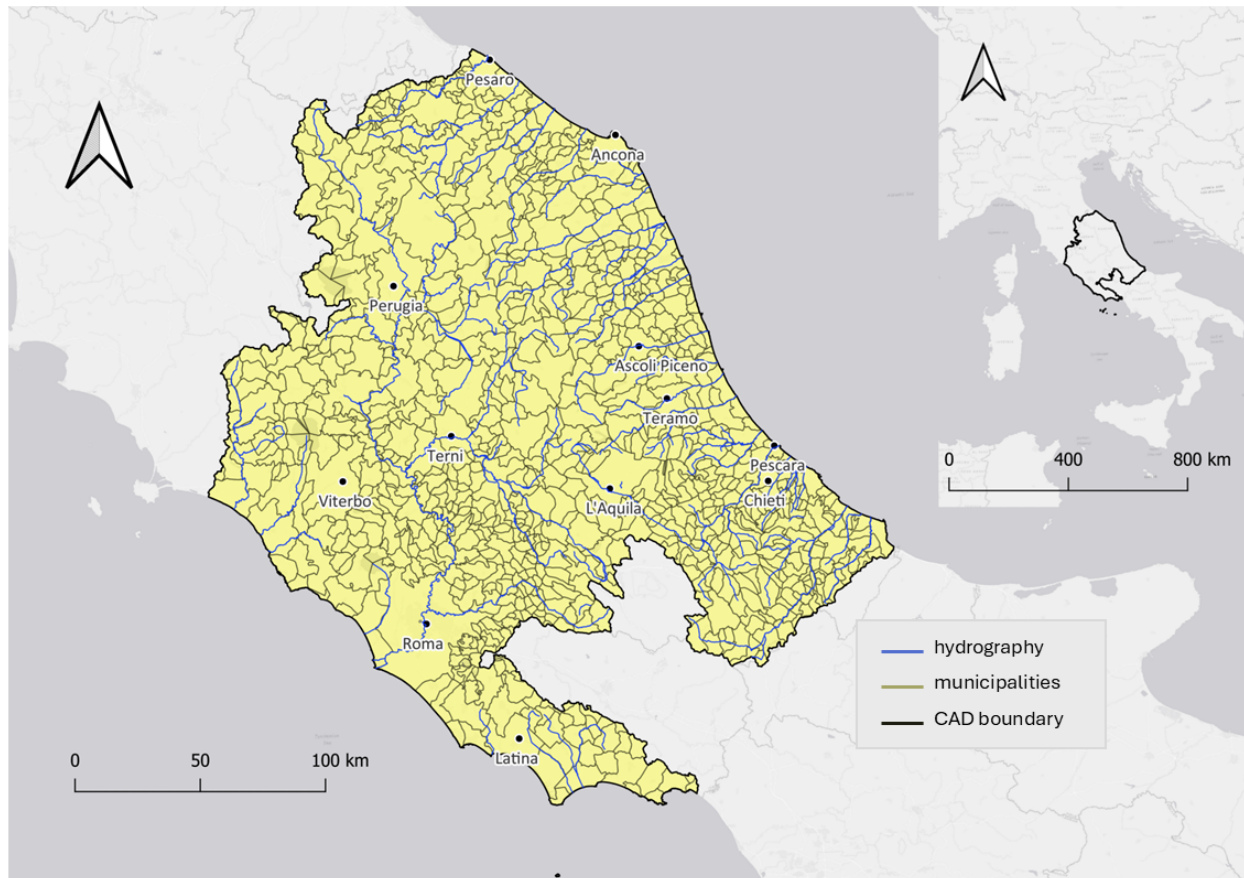 Pesaro
Ancona
Perugia
Ascoli Piceno
Teramo
Terni
Pescara
Viterbo
L'Aquila
Chieti
Roma
Latina
0 50 100 km
0 400 800 km
hydrography
municipalities
CAD boundary